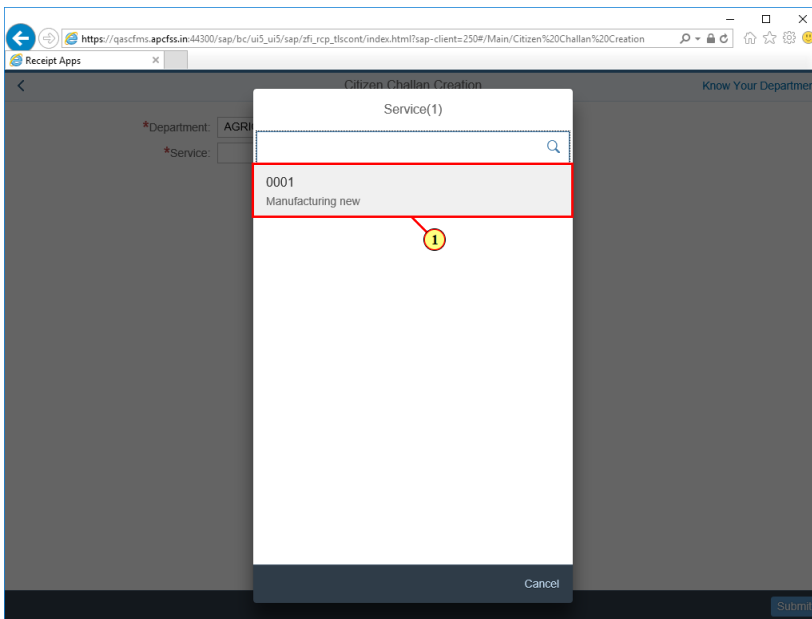 https://qascfms.apcfss.in:44300/sap/bc/ui5_ui5/sap/zfi_rcp_tlscont/index.html?sap-client=250#/Main/Citizen%20Challan%20Creation
Receipt Apps
Citizen Challan Creation
Know Your Departmen
Service(1)
*Department: AGRI
*Service:
0001
Manufacturing new
1
Cancel
Submit